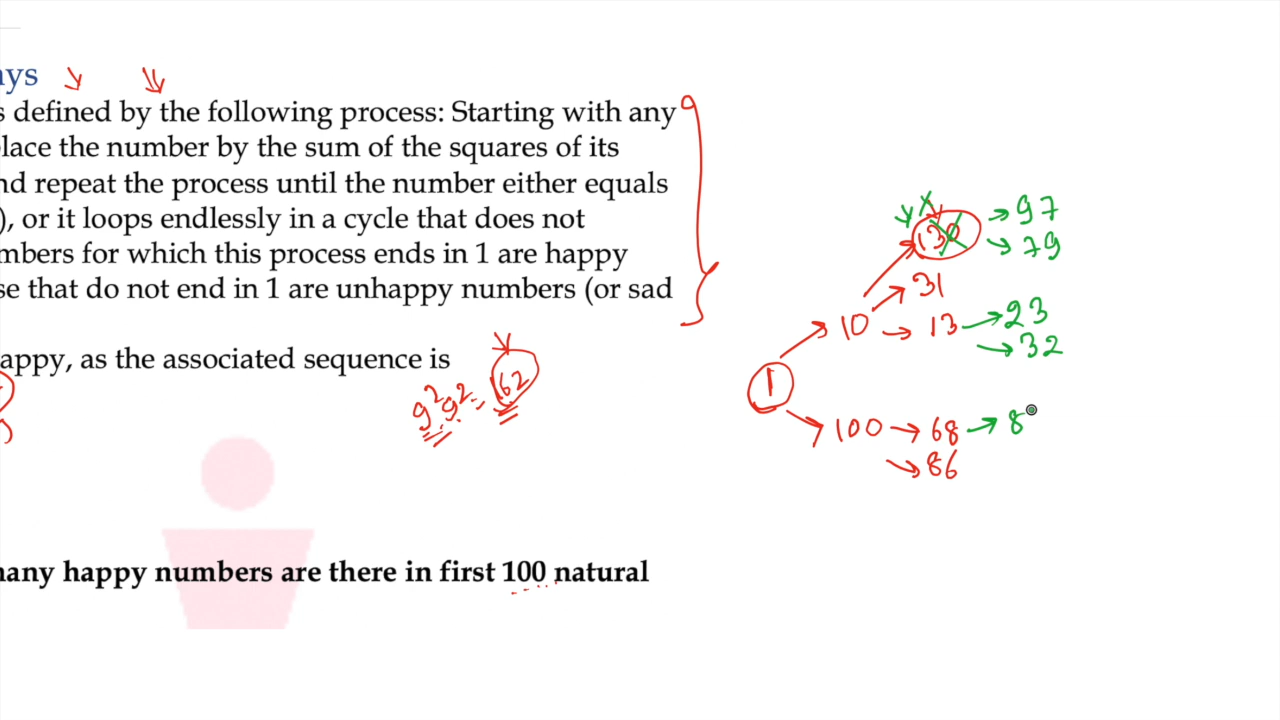 ays
s defined by the following process: Starting with any
lace the number by the sum of the squares of its
nd repeat the process until the number either equals
), or it loops endlessly in a cycle that does not
mbers for which this process ends in 1 are happy
se that do not end in 1 are unhappy numbers (or sad
appy, as the associated sequence is
9² 9² = 162
many happy numbers are there in first 100 natural
130 → 97
→ 79
→ 31
1 → 10 → 13 → 23
→ 32
→ 100 → 68 → 8
→ 86